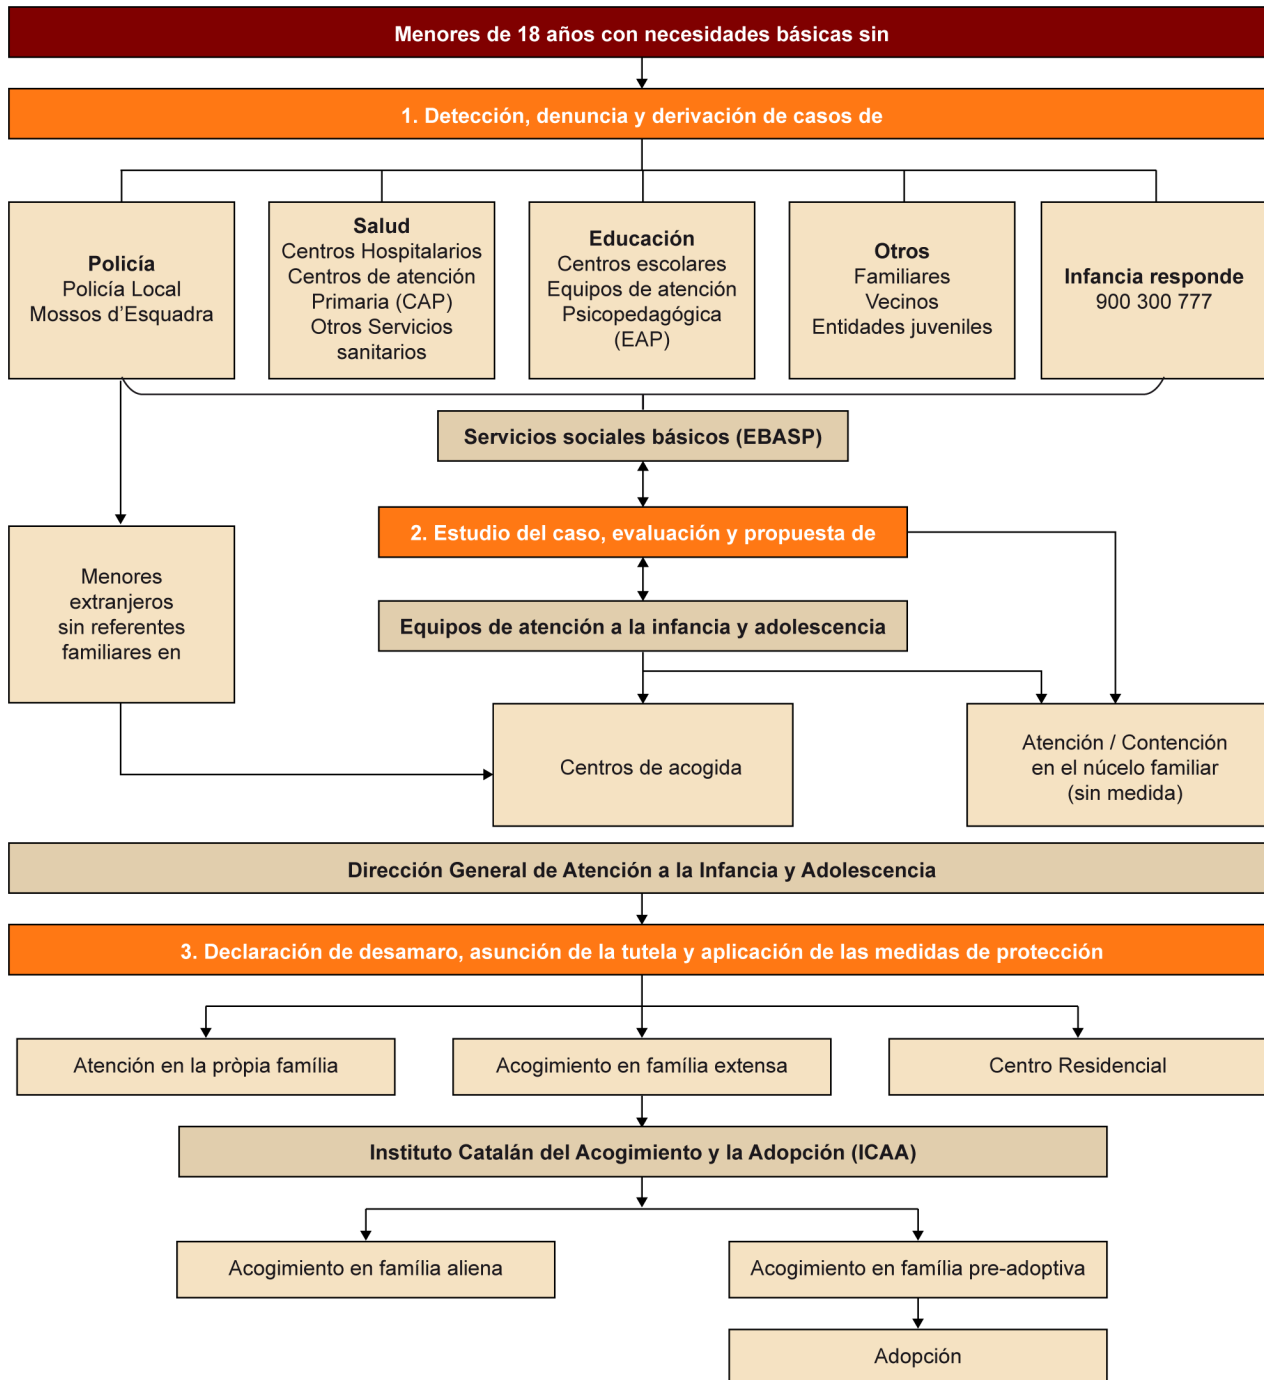 Menores de 18 años con necesidades básicas sin
1. Detección, denuncia y derivación de casos de
Policía
Policía Local
Mossos d’Esquadra
Salud
Centros Hospitalarios
Centros de atención
Primaria (CAP)
Otros Servicios
sanitarios
Educación
Centros escolares
Equipos de atención
Psicopedagógica
(EAP)
Otros
Familiares
Vecinos
Entidades juveniles
Infancia responde
900 300 777
Servicios sociales básicos (EBASP)
2. Estudio del caso, evaluación y propuesta de
Menores
extranjeros
sin referentes
familiares en
Equipos de atención a la infancia y adolescencia
Centros de acogida
Atención / Contención
en el núcelo familiar
(sin medida)
Dirección General de Atención a la Infancia y Adolescencia
3. Declaración de desamaro, asunción de la tutela y aplicación de las medidas de protección
Atención en la pròpia família
Acogimiento en família extensa
Centro Residencial
Instituto Catalán del Acogimiento y la Adopción (ICAA)
Acogimiento en família aliena
Acogimiento en família pre-adoptiva
Adopción